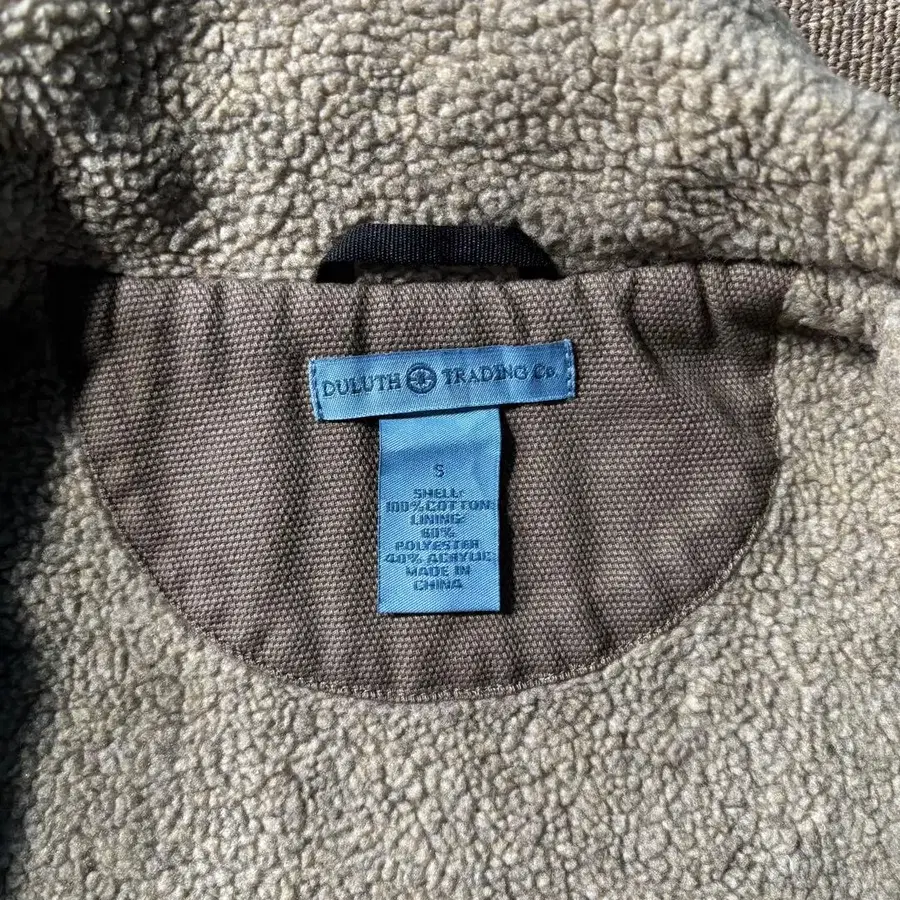 DULUTH TRADING Co.
S
SHELL:
100% COTTON
LINING:
60%
POLYESTER
40% ACRYLIC
MADE IN
CHINA